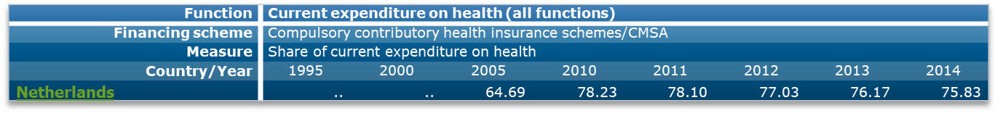 Function Current expenditure on health (all functions)
Financing scheme Compulsory contributory health insurance schemes/CMSA
Measure Share of current expenditure on health
Country/Year 1995 2000 2005 2010 2011 2012 2013 2014
Netherlands .. .. 64.69 78.23 78.10 77.03 76.17 75.83